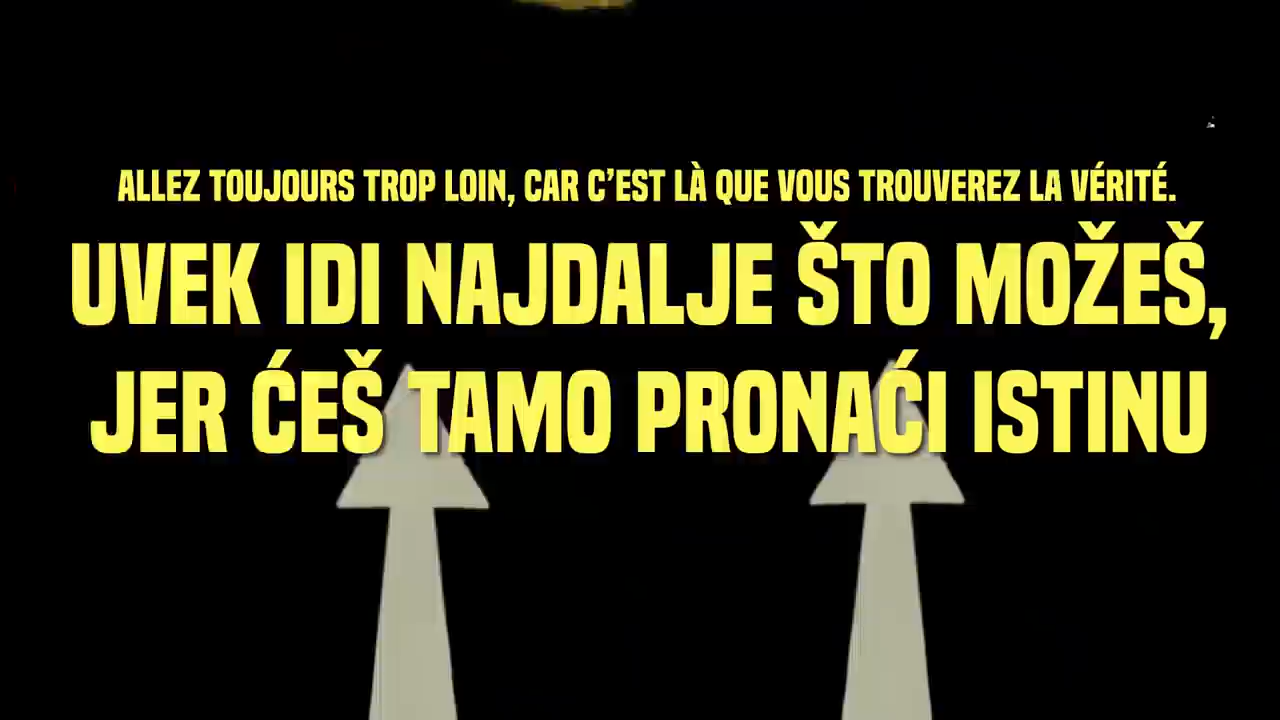 ALLEZ TOUJOURS TROP LOIN, CAR C’EST LÀ QUE VOUS TROUVEREZ LA VÉRITÉ.
UVEK IDI NAJDALJE ŠTO MOŽEŠ,
JER ĆEŠ TAMO PRONAĆI ISTINU